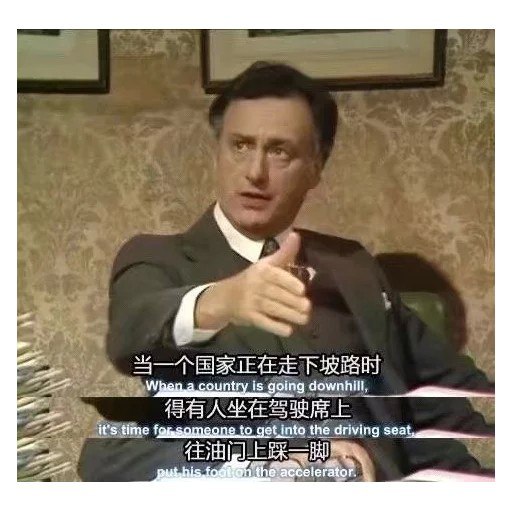 当一个国家正在走下坡路时
When a country is going downhill,
得有人坐在驾驶席上
it's time for someone to get into the driving seat,
往油门上踩一脚
put his foot on the accelerator.